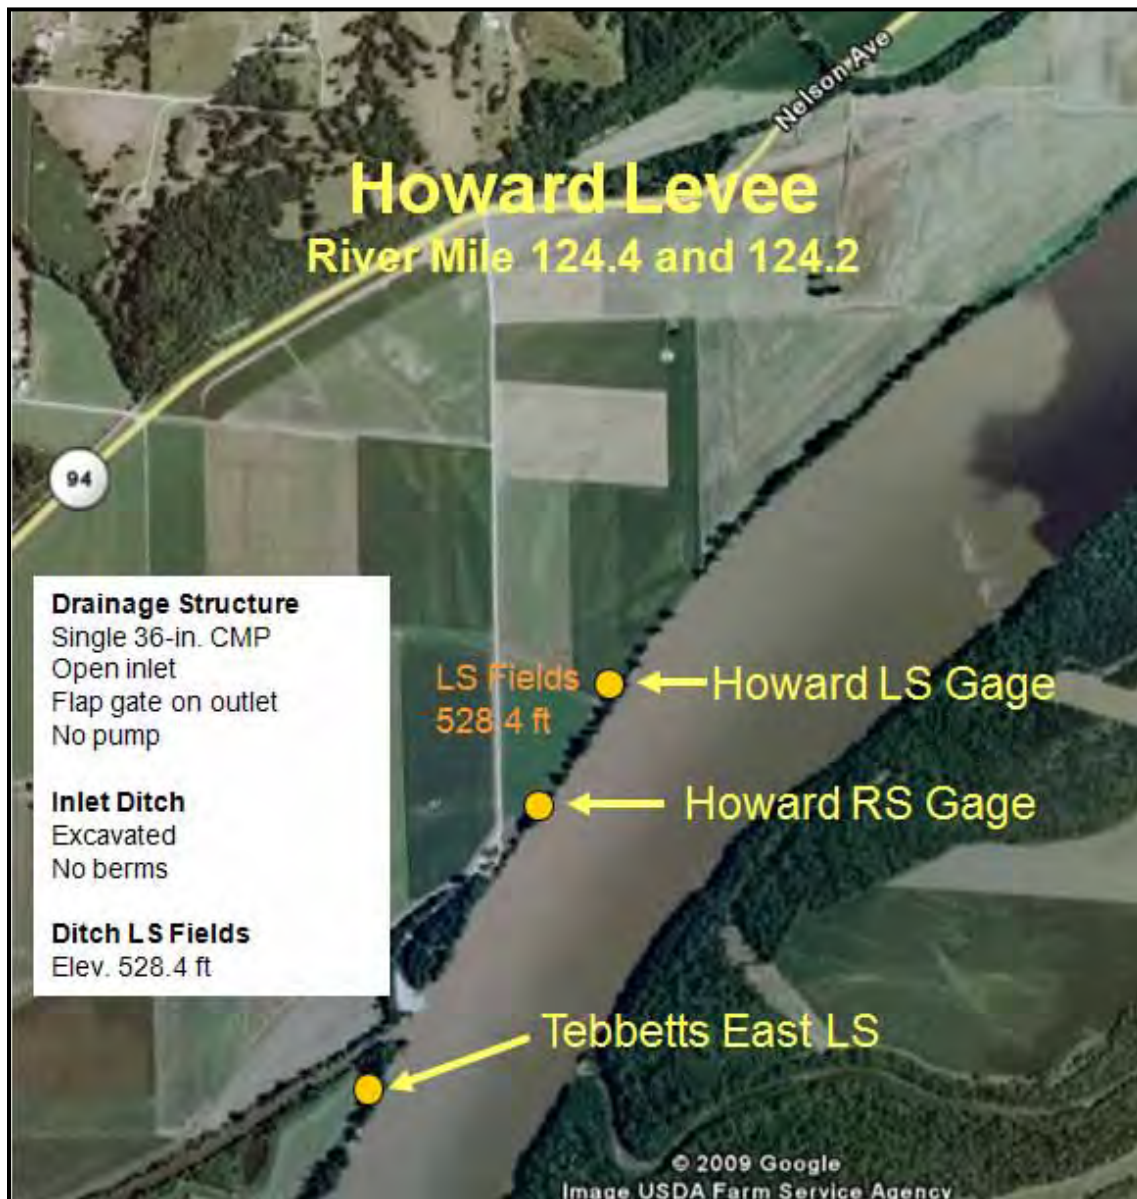 Nelson Ave
Howard Levee
River Mile 124.4 and 124.2
94
Drainage Structure
Single 36-in. CMP
Open inlet
Flap gate on outlet
No pump
Inlet Ditch
Excavated
No berms
Ditch LS Fields
Elev. 528.4 ft
LS Fields
528.4 ft
Howard LS Gage
Howard RS Gage
Tebbetts East LS
© 2009 Google
Image USDA Farm Service Agency